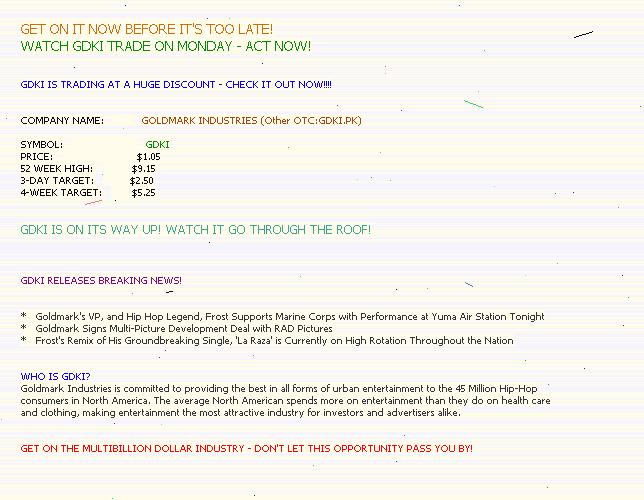 GET ON IT NOW BEFORE IT'S TOO LATE!
WATCH GDKI TRADE ON MONDAY - ACT NOW!
GDKI IS TRADING AT A HUGE DISCOUNT - CHECK IT OUT NOW!!!!
COMPANY NAME: GOLDMARK INDUSTRIES (Other OTC:GDKI.PK)
SYMBOL: GDKI
PRICE: $1.05
52 WEEK HIGH: $9.15
3-DAY TARGET: $2.50
4-WEEK TARGET: $5.25
GDKI IS ON ITS WAY UP! WATCH IT GO THROUGH THE ROOF!
GDKI RELEASES BREAKING NEWS!
* Goldmark's VP, and Hip Hop Legend, Frost Supports Marine Corps with Performance at Yuma Air Station Tonight
* Goldmark Signs Multi-Picture Development Deal with RAD Pictures
* Frost's Remix of His Groundbreaking Single, 'La Raza' is Currently on High Rotation Throughout the Nation
WHO IS GDKI?
Goldmark Industries is committed to providing the best in all forms of urban entertainment to the 45 Million Hip-Hop
consumers in North America. The average North American spends more on entertainment than they do on health care
and clothing, making entertainment the most attractive industry for investors and advertisers alike.
GET ON THE MULTIBILLION DOLLAR INDUSTRY - DON'T LET THIS OPPORTUNITY PASS YOU BY!